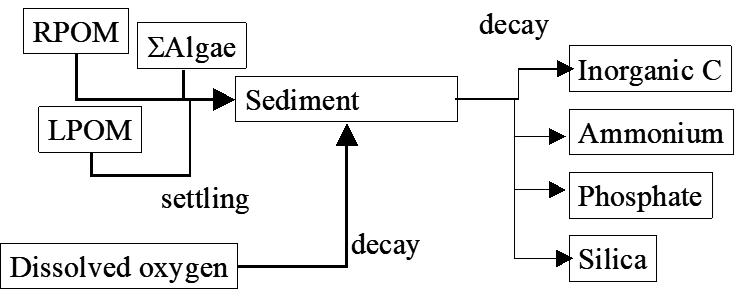 RPOM
ΣAlgae
LPOM
settling
Sediment
Dissolved oxygen
decay
decay
Inorganic C
Ammonium
Phosphate
Silica